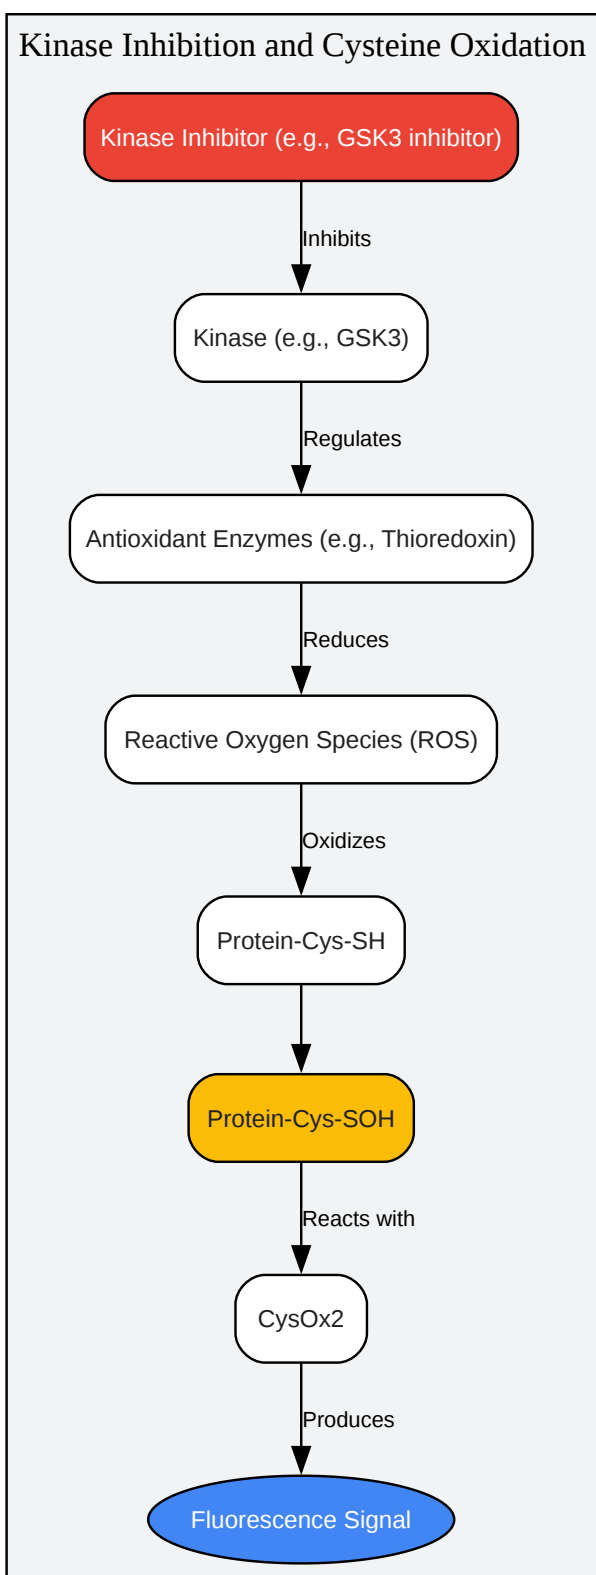 Kinase Inhibition and Cysteine Oxidation
Kinase Inhibitor (e.g., GSK3 inhibitor)
Inhibits
Kinase (e.g., GSK3)
Regulates
Antioxidant Enzymes (e.g., Thioredoxin)
Reduces
Reactive Oxygen Species (ROS)
Oxidizes
Protein-Cys-SH
Protein-Cys-SOH
Reacts with
CysOx2
Produces
Fluorescence Signal